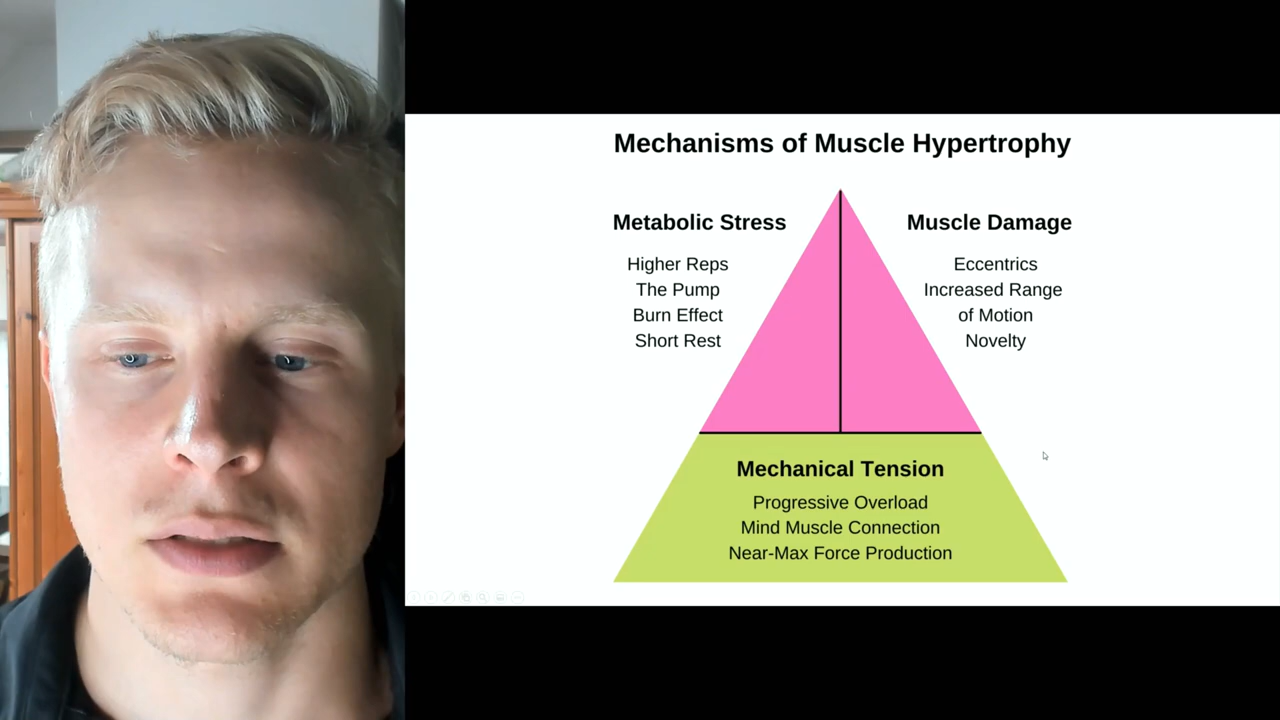 Mechanisms of Muscle Hypertrophy
Metabolic Stress
Higher Reps
The Pump
Burn Effect
Short Rest
Muscle Damage
Eccentrics
Increased Range
of Motion
Novelty
Mechanical Tension
Progressive Overload
Mind Muscle Connection
Near-Max Force Production